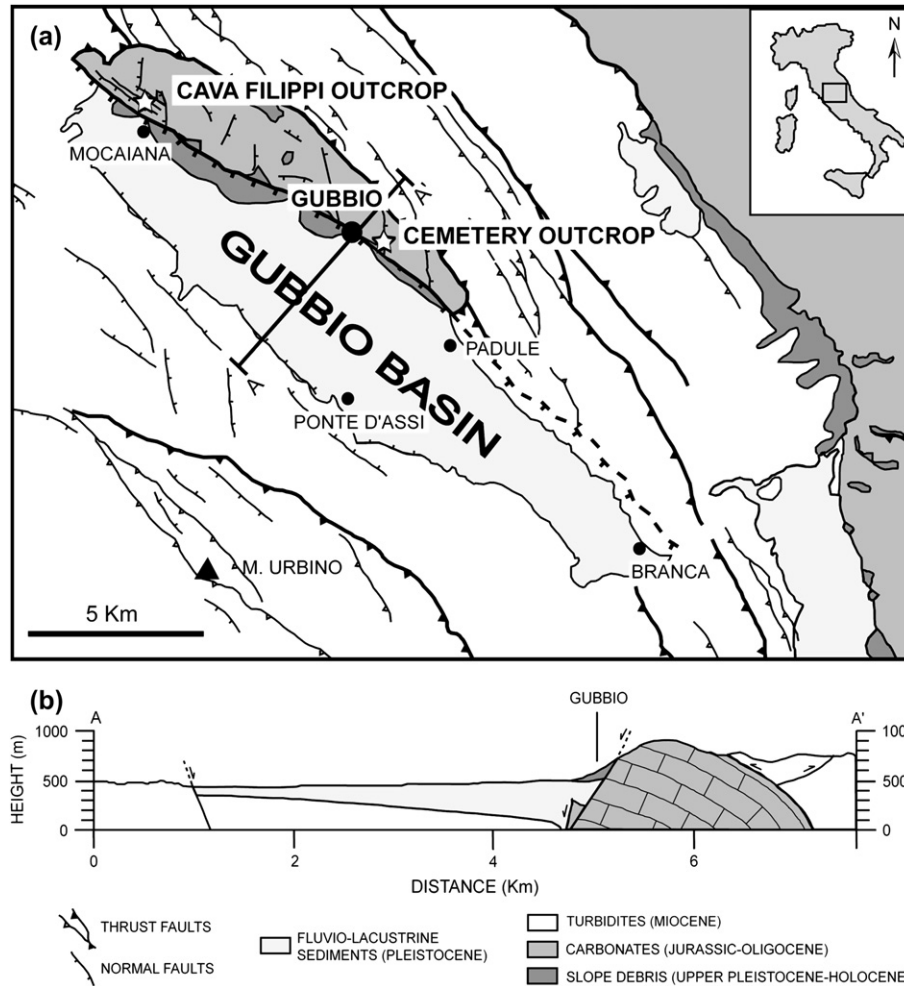 (a)
N
CAVA FILIPPI OUTCROP
MOCAIANA
GUBBIO
A'
CEMETERY OUTCROP
GUBBIO BASIN
PADULE
A
PONTE D'ASSI
M. URBINO
BRANCA
5 Km
(b)
GUBBIO
A
A'
1000
500
0
HEIGHT (m)
500
0
0
2
4
6
DISTANCE (Km)
THRUST FAULTS
NORMAL FAULTS
FLUVIO-LACUSTRINE
SEDIMENTS (PLEISTOCENE)
TURBIDITES (MIOCENE)
CARBONATES (JURASSIC-OLIGOCENE)
SLOPE DEBRIS (UPPER PLEISTOCENE-HOLOCENE